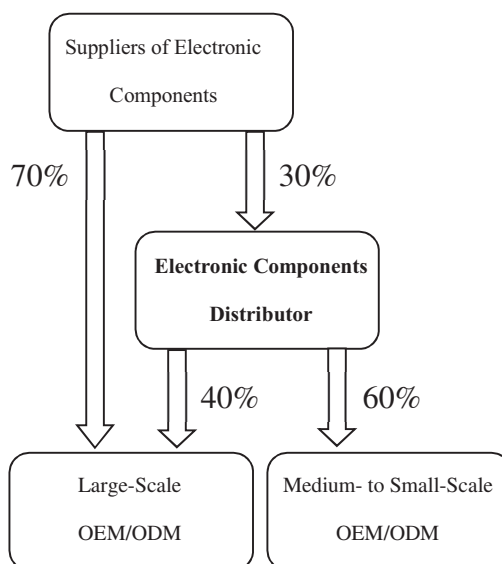 Suppliers of Electronic
Components
70%
30%
Electronic Components
Distributor
40%
60%
Large-Scale
OEM/ODM
Medium- to Small-Scale
OEM/ODM